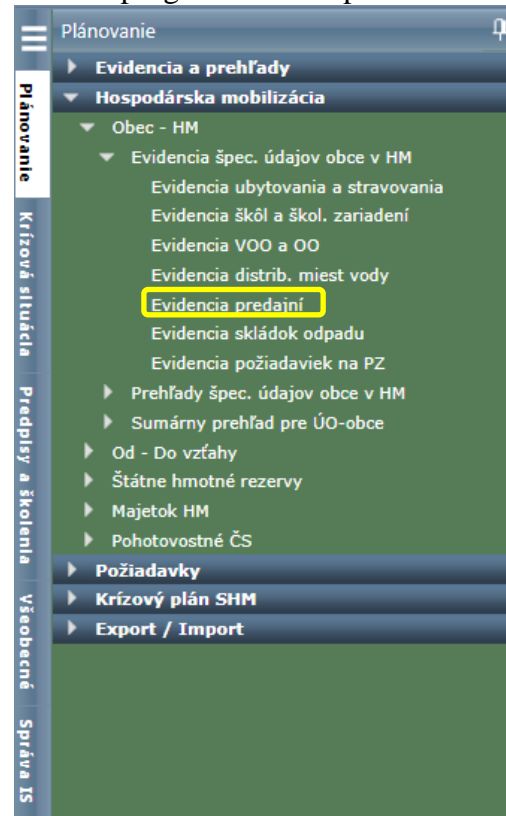 Plánovanie
Evidencia a prehľady
Hospodárska mobilizácia
Obec - HM
Evidencia špec. údajov obce v HM
Evidencia ubytovania a stravovania
Evidencia škôl a škol. zariadení
Evidencia VOO a OO
Evidencia distrib. miest vody
Evidencia predajní
Evidencia skládok odpadu
Evidencia požiadaviek na PZ
Prehľady špec. údajov obce v HM
Sumárny prehľad pre ÚO-obce
Od - Do vzťahy
Štátne hmotné rezervy
Majetok HM
Pohotovostné ČS
Požiadavky
Krízový plán SHM
Export / Import
Plánovanie
Krízová situácia
Predpisy a školenia
Všeobecné
Správa IS